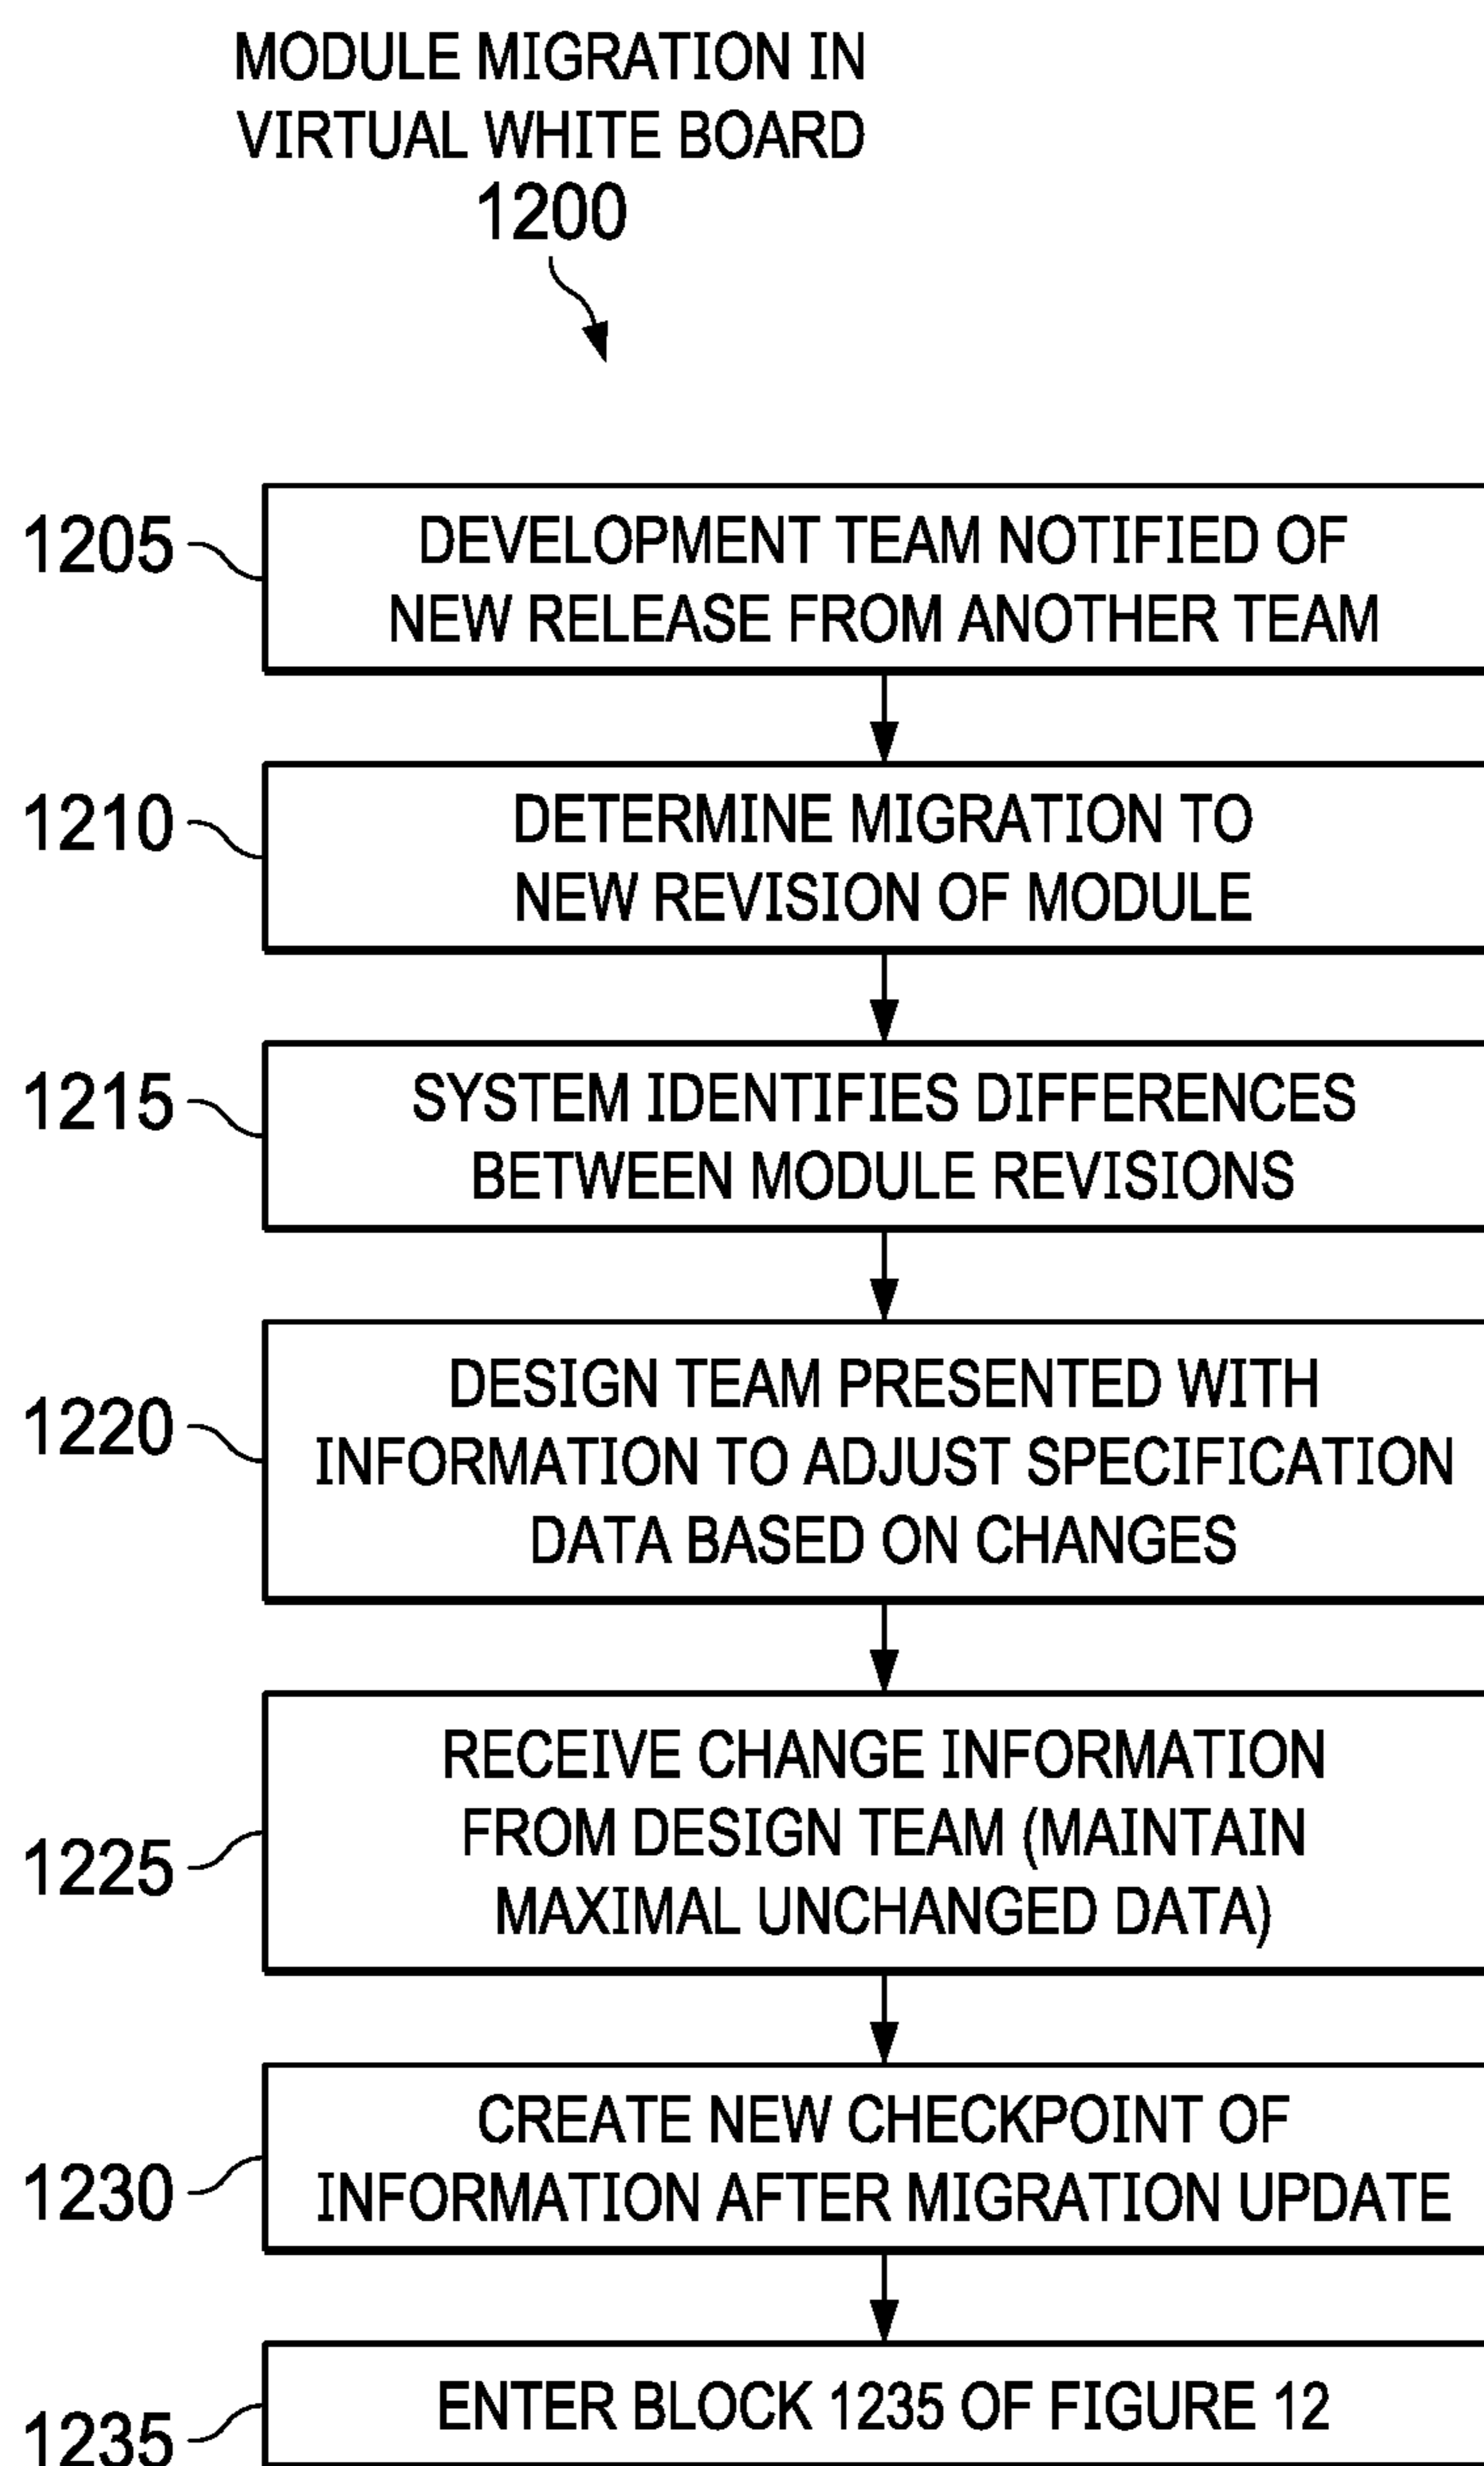 MODULE MIGRATION IN
VIRTUAL WHITE BOARD
1200
1205
DEVELOPMENT TEAM NOTIFIED OF
NEW RELEASE FROM ANOTHER TEAM
1210
DETERMINE MIGRATION TO
NEW REVISION OF MODULE
1215
SYSTEM IDENTIFIES DIFFERENCES
BETWEEN MODULE REVISIONS
1220
DESIGN TEAM PRESENTED WITH
INFORMATION TO ADJUST SPECIFICATION
DATA BASED ON CHANGES
1225
RECEIVE CHANGE INFORMATION
FROM DESIGN TEAM (MAINTAIN
MAXIMAL UNCHANGED DATA)
1230
CREATE NEW CHECKPOINT OF
INFORMATION AFTER MIGRATION UPDATE
1235
ENTER BLOCK 1235 OF FIGURE 12